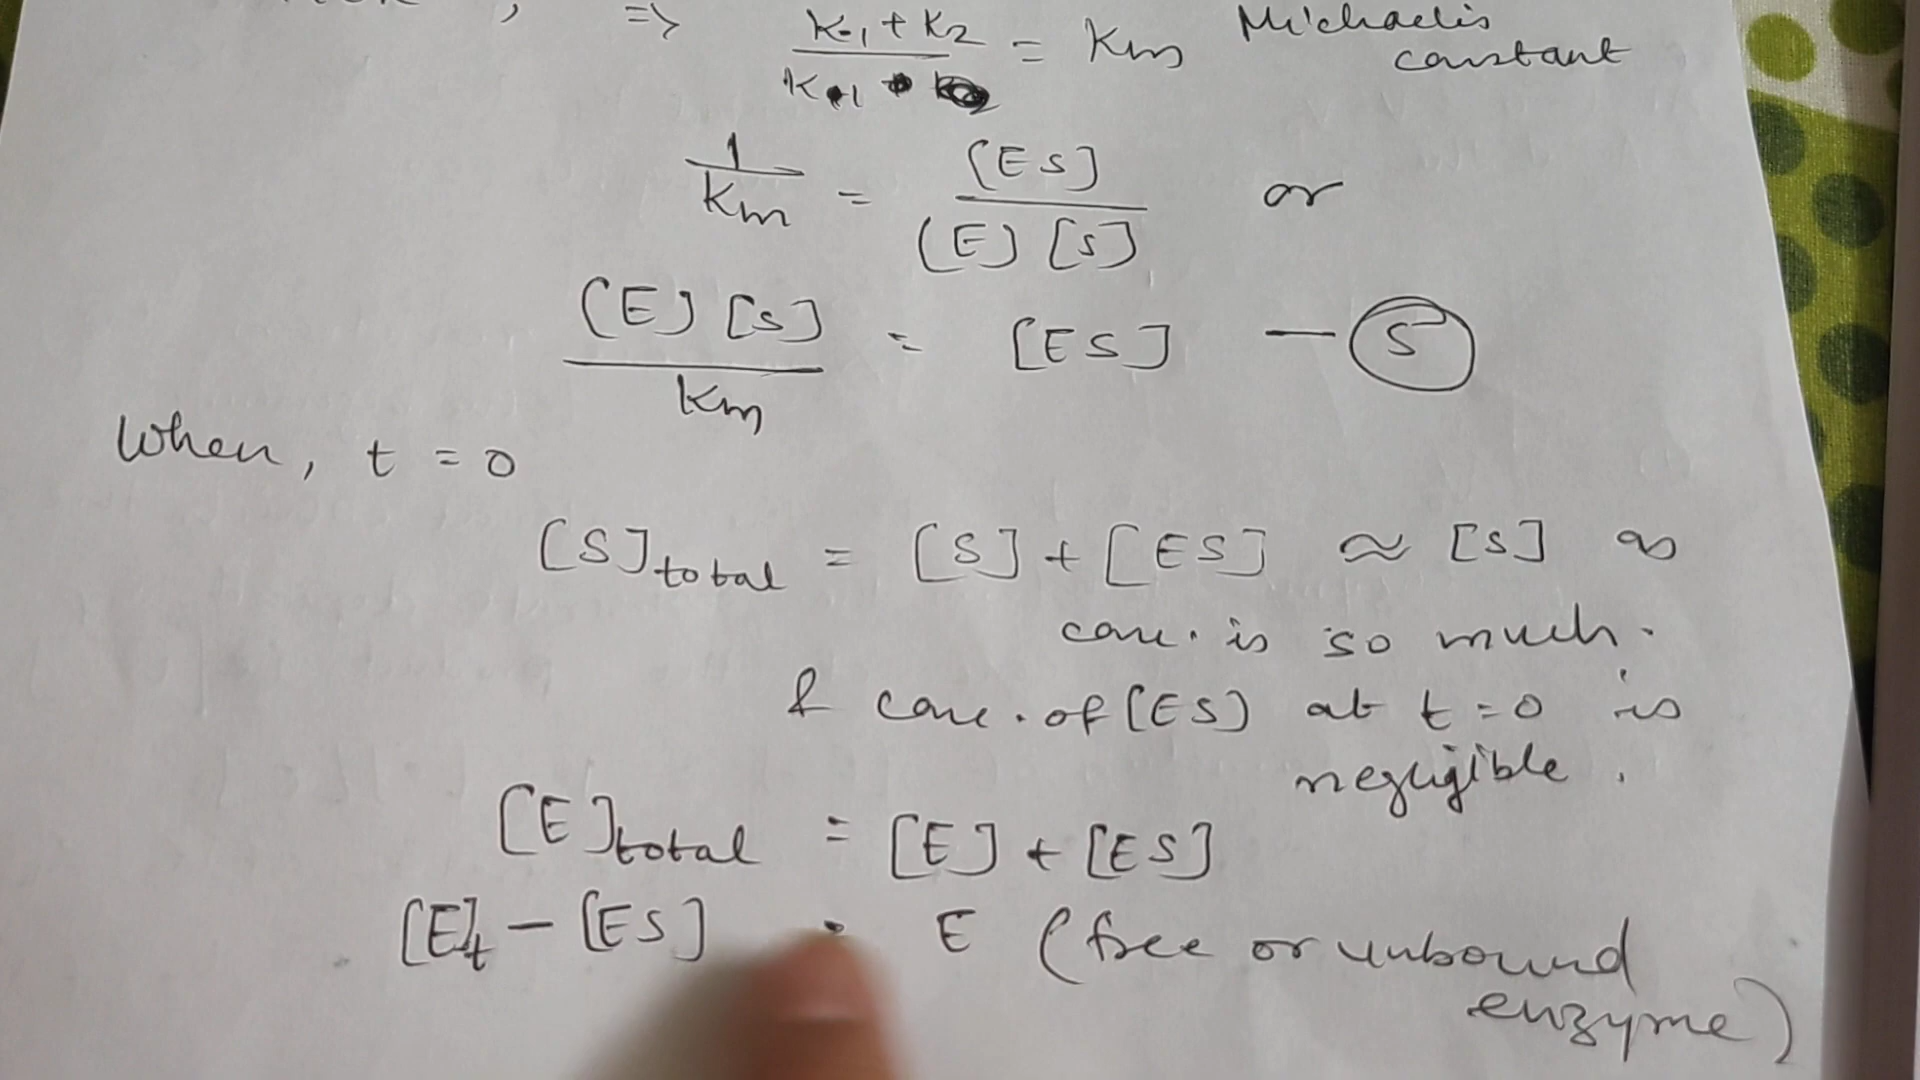 , => K-1 + K2 / K+1 = Km Michaelis
constant
1 / Km = [ES] / [E] [S] or
[E] [S] / Km = [ES] — 5
When, t = 0
[S]total = [S] + [ES] ≈ [S] as
conc. is so much.
& conc. of [ES] at t = 0 is
negligible.
[E]total = [E] + [ES]
[E]t - [ES] E (free or unbound
enzyme)